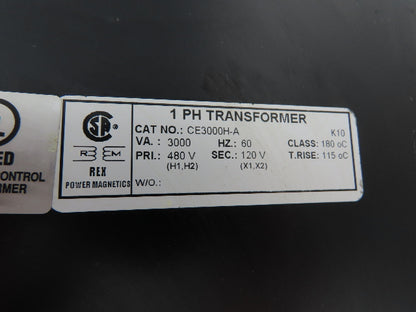 1 PH TRANSFORMER
CAT NO.: CE3000H-A K10
VA. : 3000 HZ.: 60 CLASS: 180 oC
PRI.: 480 V SEC.: 120 V T.RISE: 115 oC
(H1,H2) (X1,X2)
W/O.:
REX
POWER MAGNETICS
ED
CONTROL
RMER